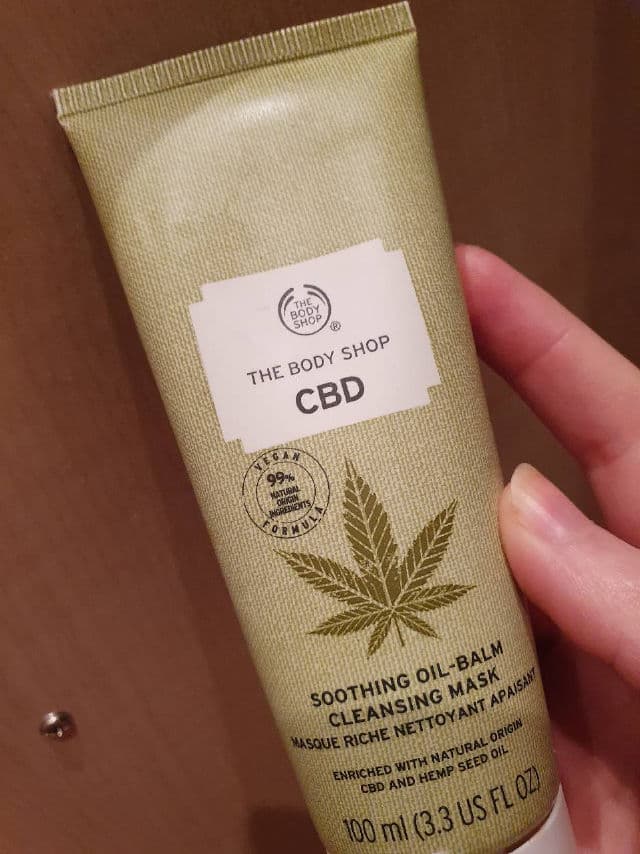 THE
BODY
SHOP
®
THE BODY SHOP
CBD
VEGAN
99%
NATURAL
ORIGIN
INGREDIENTS
FORMULA
SOOTHING OIL-BALM
CLEANSING MASK
MASQUE RICHE NETTOYANT APAISANT
ENRICHED WITH NATURAL ORIGIN
CBD AND HEMP SEED OIL
100 ml (3.3 US FL OZ)